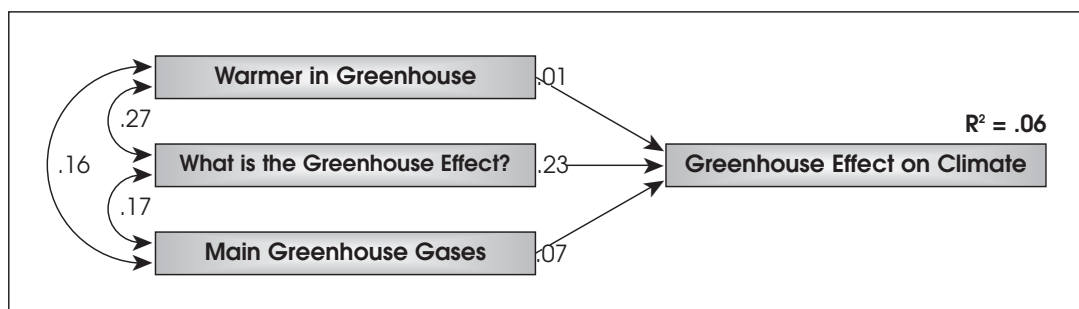 Warmer in Greenhouse
.01
.27
R² = .06
.16
What is the Greenhouse Effect?
.23
Greenhouse Effect on Climate
.17
Main Greenhouse Gases
.07